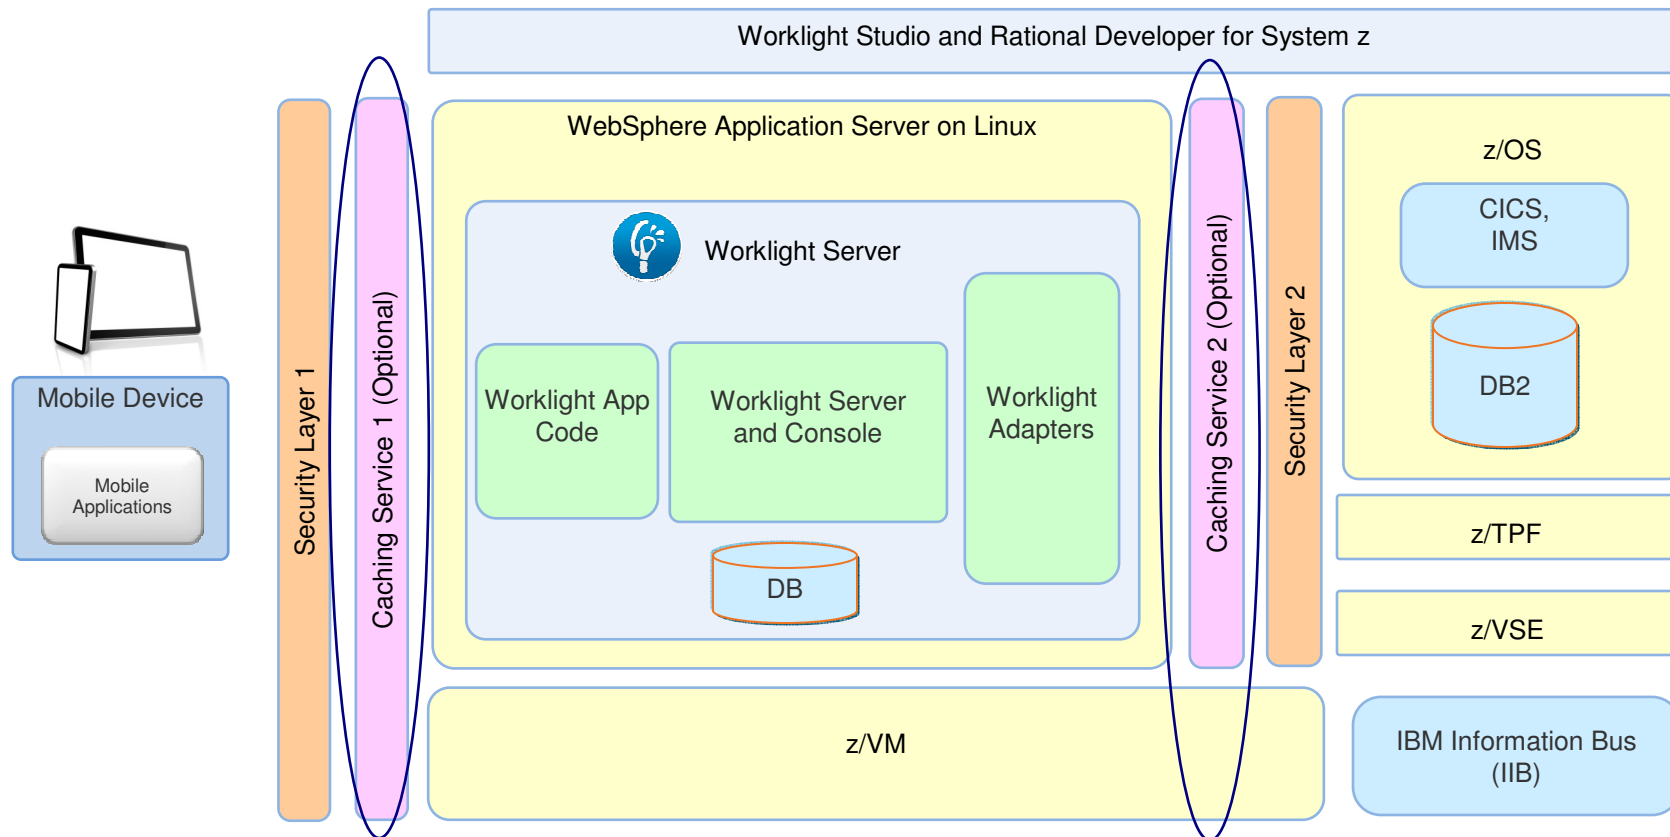 Worklight Studio and Rational Developer for System z
WebSphere Application Server on Linux
Worklight Server
Worklight App
Code
Worklight Server
and Console
Worklight
Adapters
DB
Mobile Device
Mobile
Applications
Security Layer 1
Caching Service 1 (Optional)
Caching Service 2 (Optional)
Security Layer 2
z/OS
CICS,
IMS
DB2
z/TPF
z/VSE
z/VM
IBM Information Bus
(IIB)